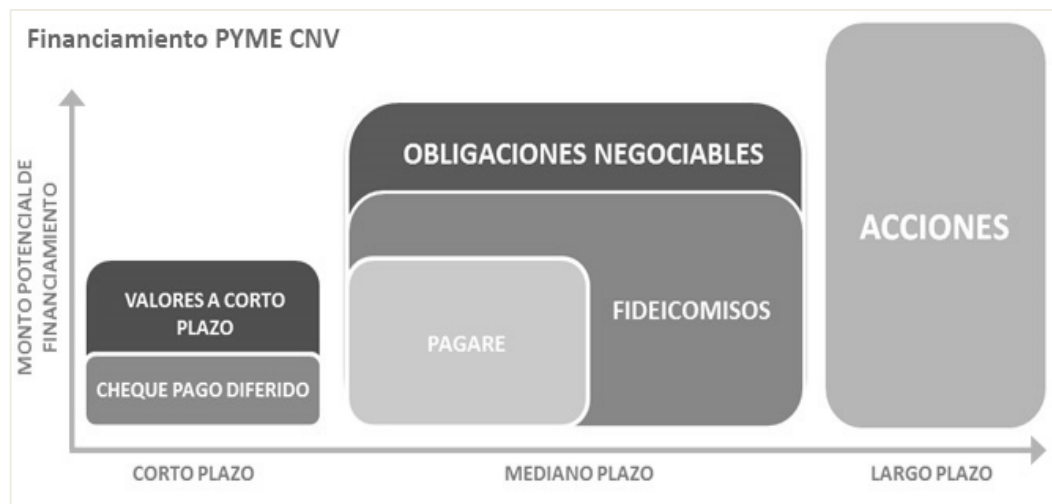 Financiamiento PYME CNV
MONTO POTENCIAL DE
FINANCIAMIENTO
VALORES A CORTO
PLAZO
CHEQUE PAGO DIFERIDO
OBLIGACIONES NEGOCIABLES
FIDEICOMISOS
PAGARE
ACCIONES
CORTO PLAZO
MEDIANO PLAZO
LARGO PLAZO